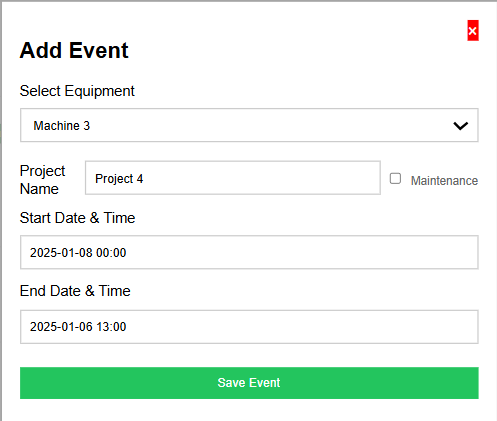 ×
Add Event
Select Equipment
Machine 3
Project
Name
Project 4
Maintenance
Start Date & Time
2025-01-08 00:00
End Date & Time
2025-01-06 13:00
Save Event